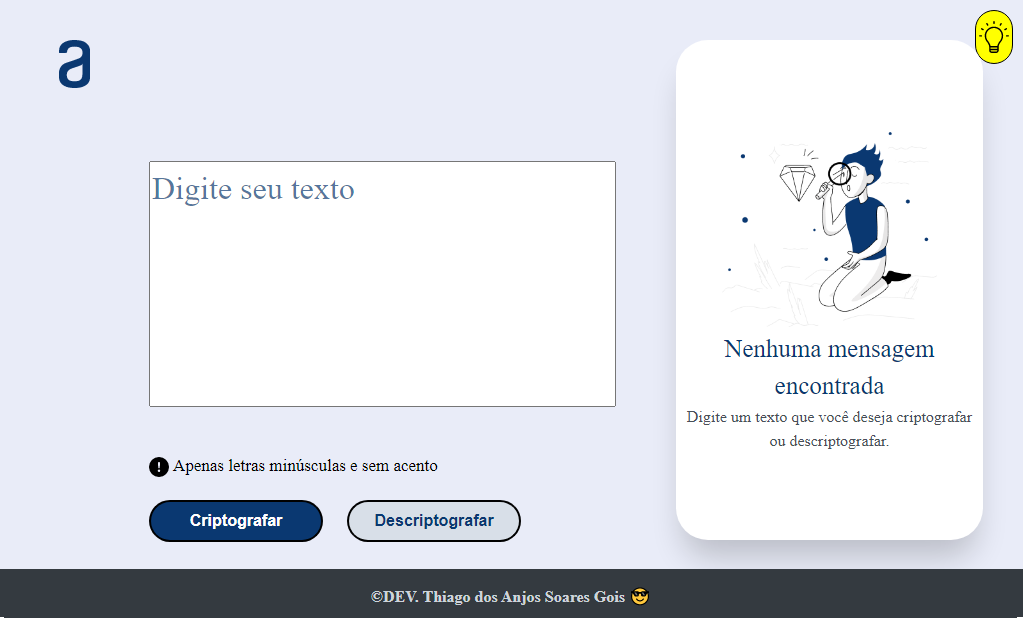 a
Digite seu texto
Nenhuma mensagem
encontrada
Digite um texto que você deseja criptografar
ou descriptografar.
! Apenas letras minúsculas e sem acento
Criptografar
Descriptografar
©DEV. Thiago dos Anjos Soares Gois 😎